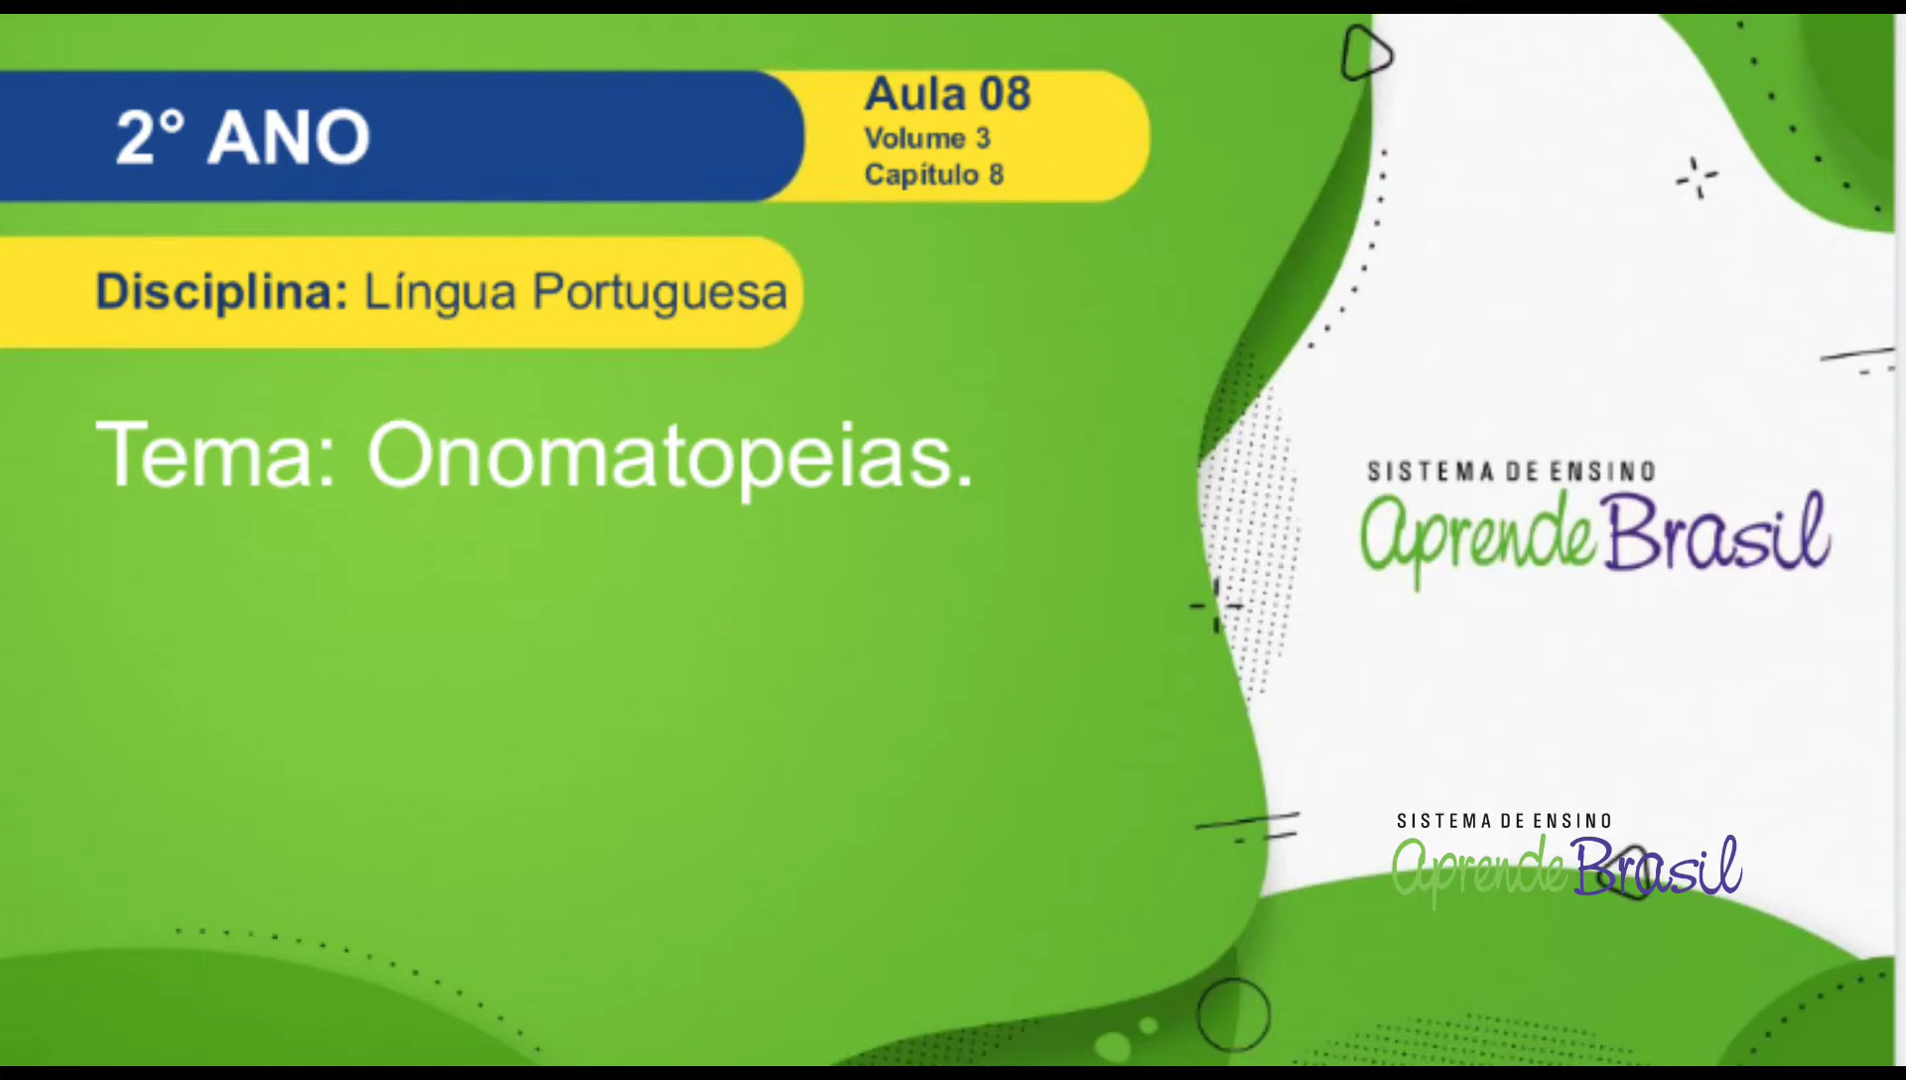 2° ANO
Aula 08
Volume 3
Capítulo 8
Disciplina: Língua Portuguesa
Tema: Onomatopeias.
SISTEMA DE ENSINO
aprende Brasil
SISTEMA DE ENSINO
aprende Brasil